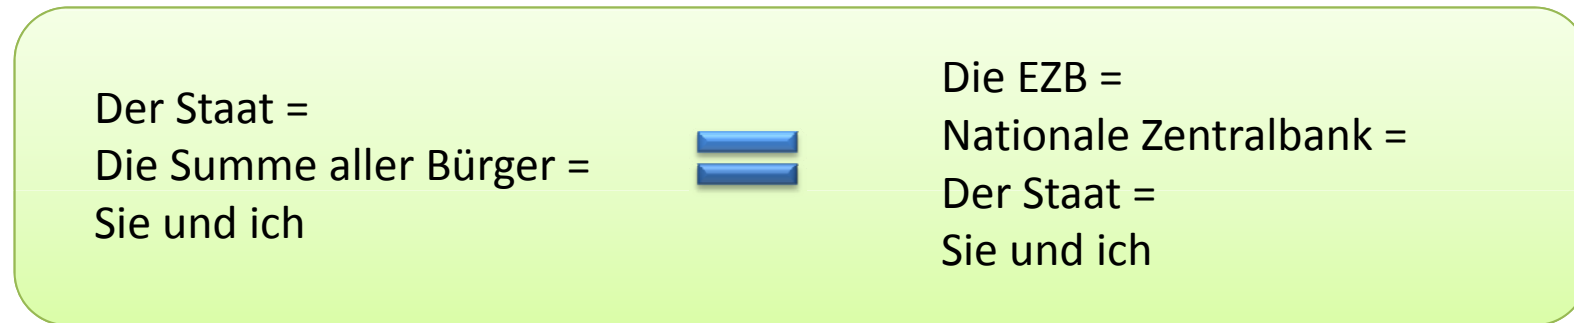 Der Staat =
Die Summe aller Bürger =
Sie und ich
Die EZB =
Nationale Zentralbank =
Der Staat =
Sie und ich